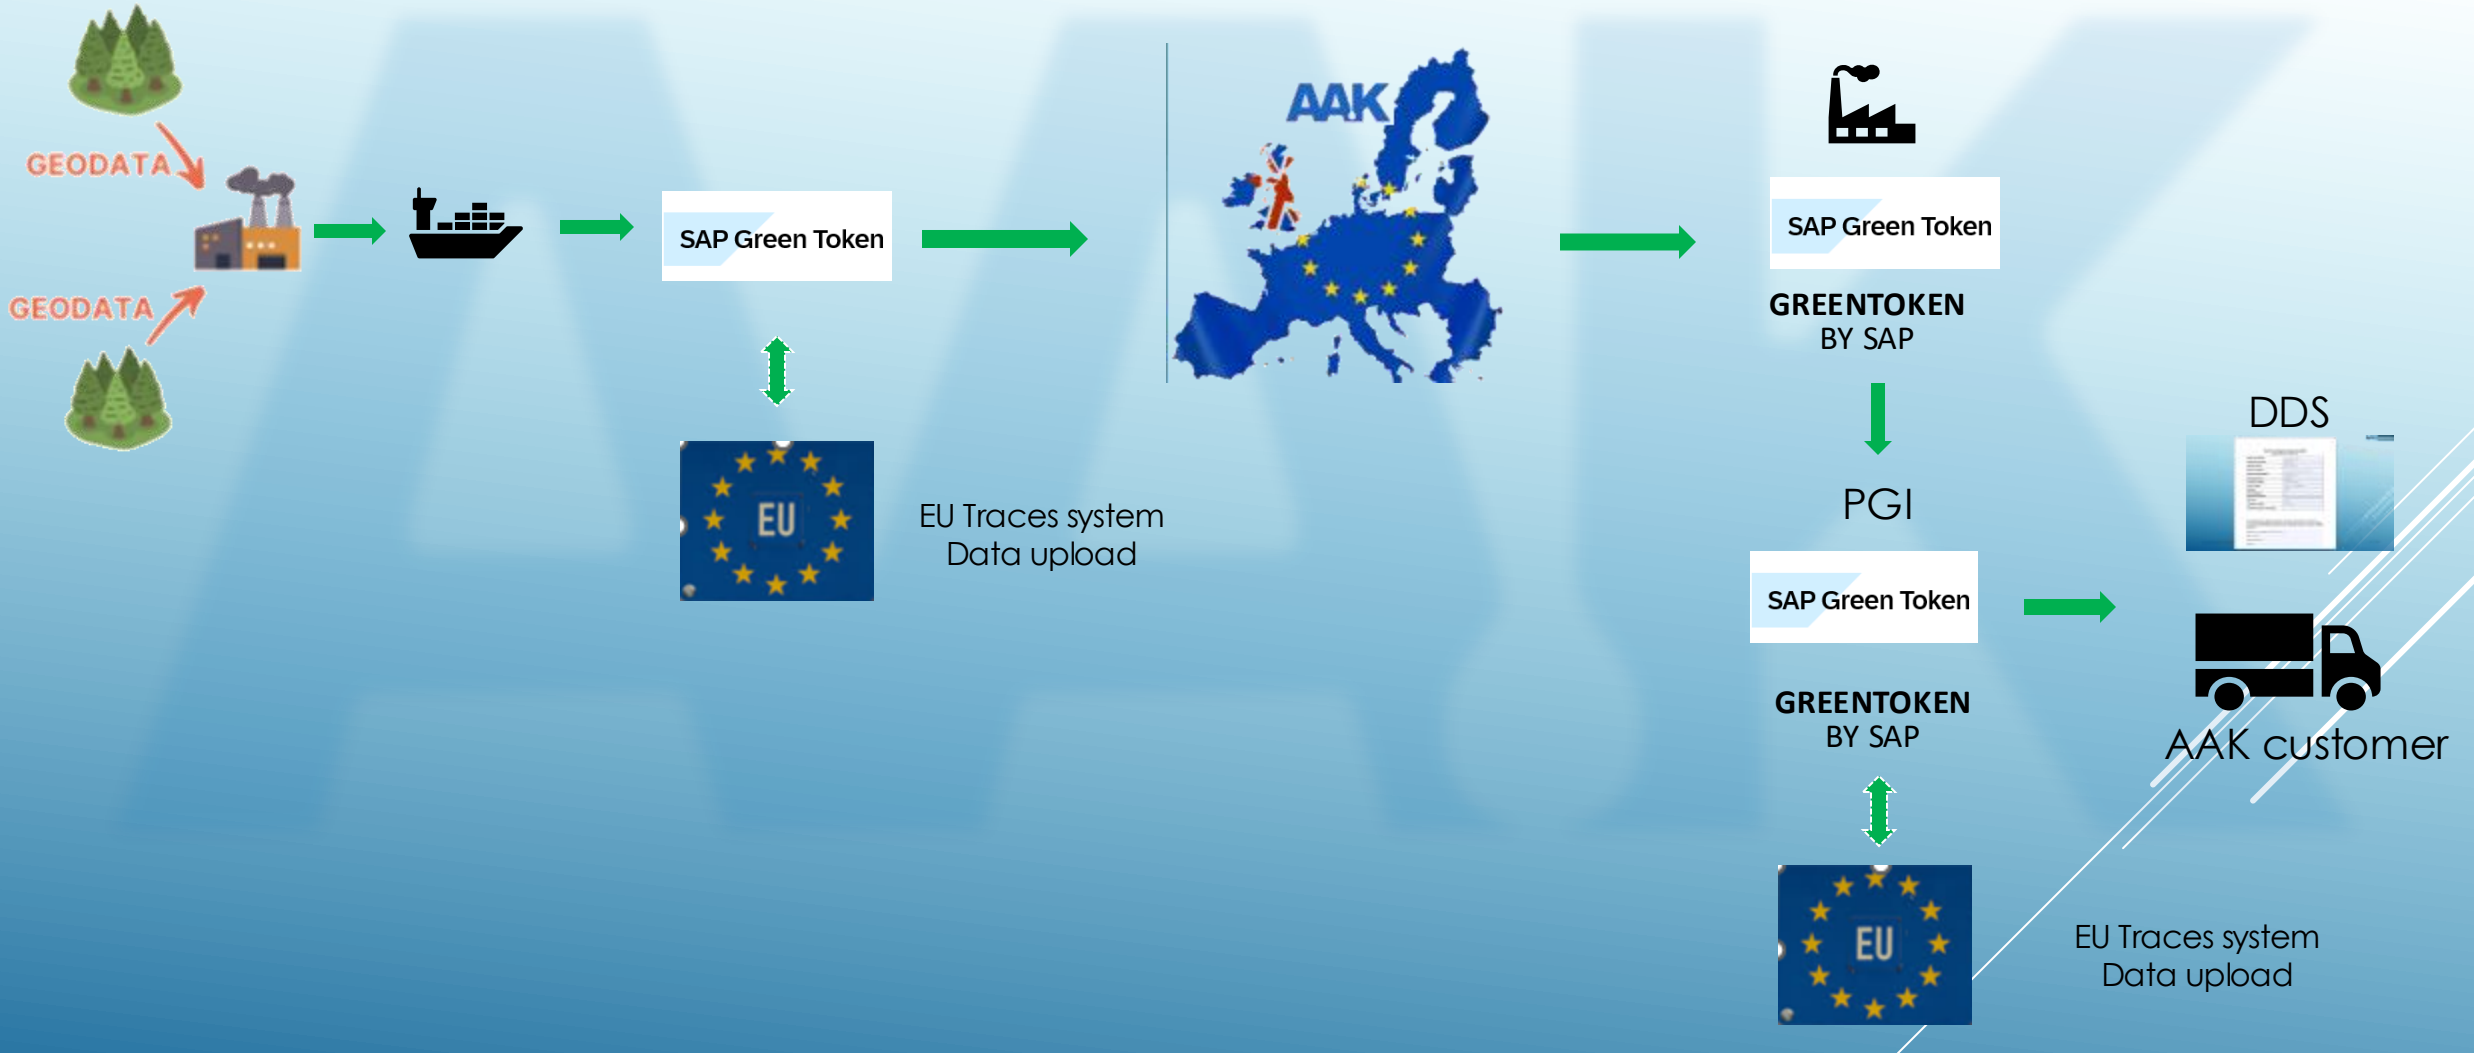 GEODATA
GEODATA
SAP Green Token
EU
EU Traces system
Data upload
AAK
SAP Green Token
GREENTOKEN
BY SAP
PGI
SAP Green Token
GREENTOKEN
BY SAP
EU
EU Traces system
Data upload
DDS
AAK customer
AAK